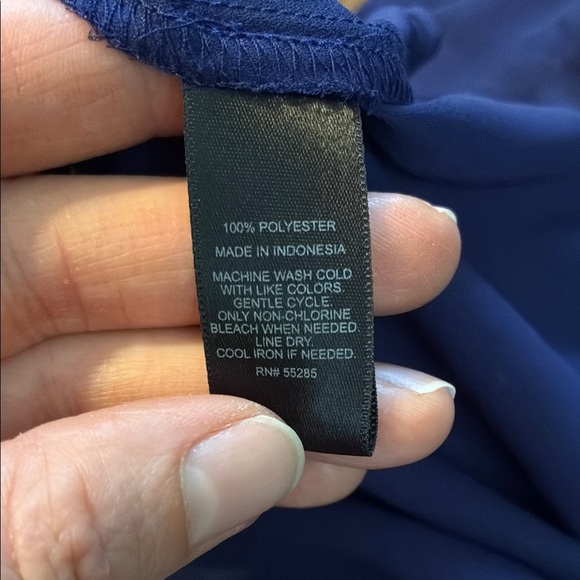 100% POLYESTER
MADE IN INDONESIA
MACHINE WASH COLD
WITH LIKE COLORS.
GENTLE CYCLE.
ONLY NON-CHLORINE
BLEACH WHEN NEEDED.
LINE DRY.
COOL IRON IF NEEDED.
RN# 55285